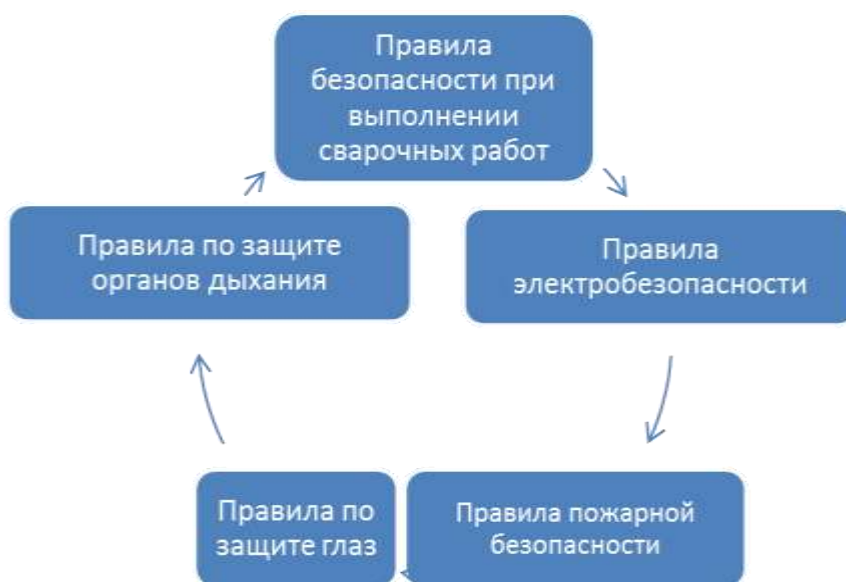 Правила
безопасности при
выполнении
сварочных работ
Правила по защите
органов дыхания
Правила
электробезопасности
Правила по
защите глаз
Правила пожарной
безопасности